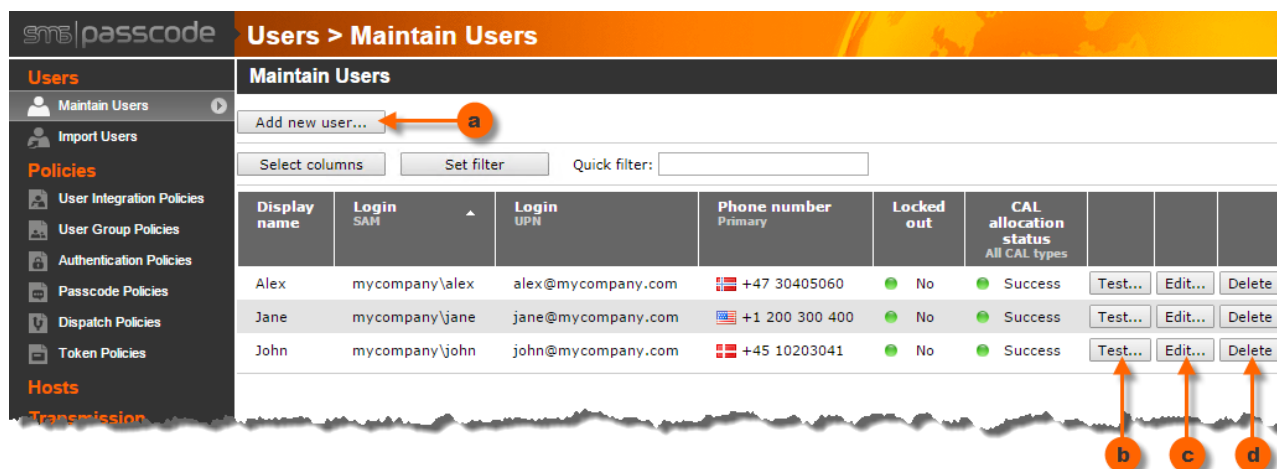 sms|passcode
Users > Maintain Users
Users
Maintain Users
Import Users
Policies
User Integration Policies
User Group Policies
Authentication Policies
Passcode Policies
Dispatch Policies
Token Policies
Hosts
Transmission
Maintain Users
Add new user... a
Select columns Set filter Quick filter:
Display name Login SAM Login UPN Phone number Primary Locked out CAL allocation status All CAL types
Alex mycompany\alex alex@mycompany.com +47 30405060 No Success Test... Edit... Delete
Jane mycompany\jane jane@mycompany.com +1 200 300 400 No Success Test... Edit... Delete
John mycompany\john john@mycompany.com +45 10203041 No Success Test... Edit... Delete
b c d